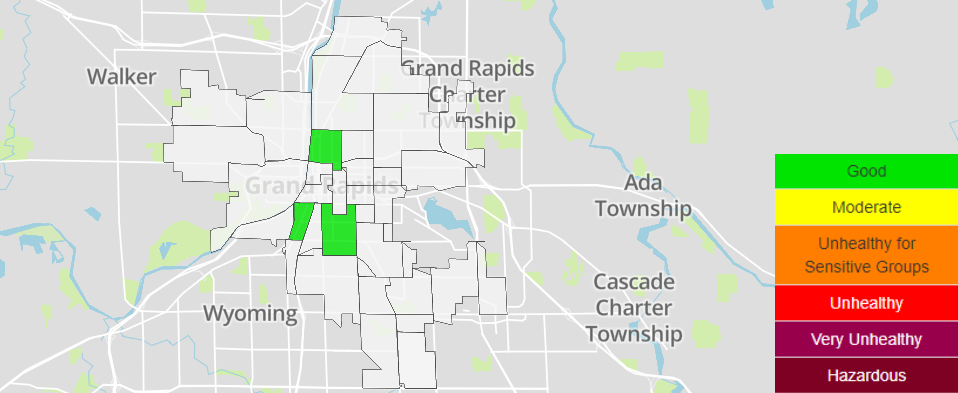 Walker
Grand Rapids
Charter
Township
Grand Rapids
Ada
Township
Wyoming
Cascade
Charter
Township
Good
Moderate
Unhealthy for
Sensitive Groups
Unhealthy
Very Unhealthy
Hazardous